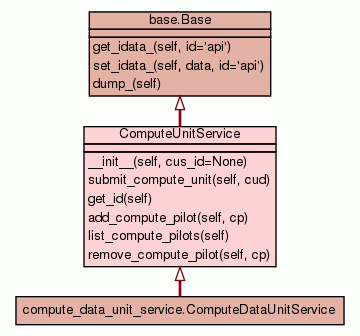 base.Base
get_idata_(self, id='api')
set_idata_(self, data, id='api')
dump_(self)
ComputeUnitService
__init__(self, cus_id=None)
submit_compute_unit(self, cud)
get_id(self)
add_compute_pilot(self, cp)
list_compute_pilots(self)
remove_compute_pilot(self, cp)
compute_data_unit_service.ComputeDataUnitService